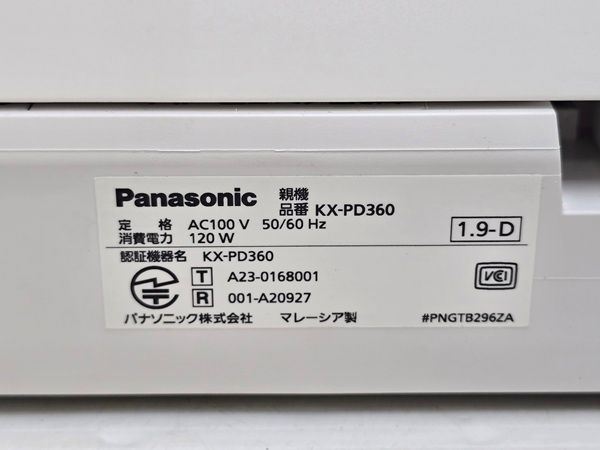 Panasonic 親機
品番 KX-PD360
定　格 AC100 V 50/60 Hz
消費電力 120 W
1.9-D
認証機器名 KX-PD360
T A23-0168001
R 001-A20927
VCI
パナソニック株式会社 マレーシア製 #PNGTB296ZA